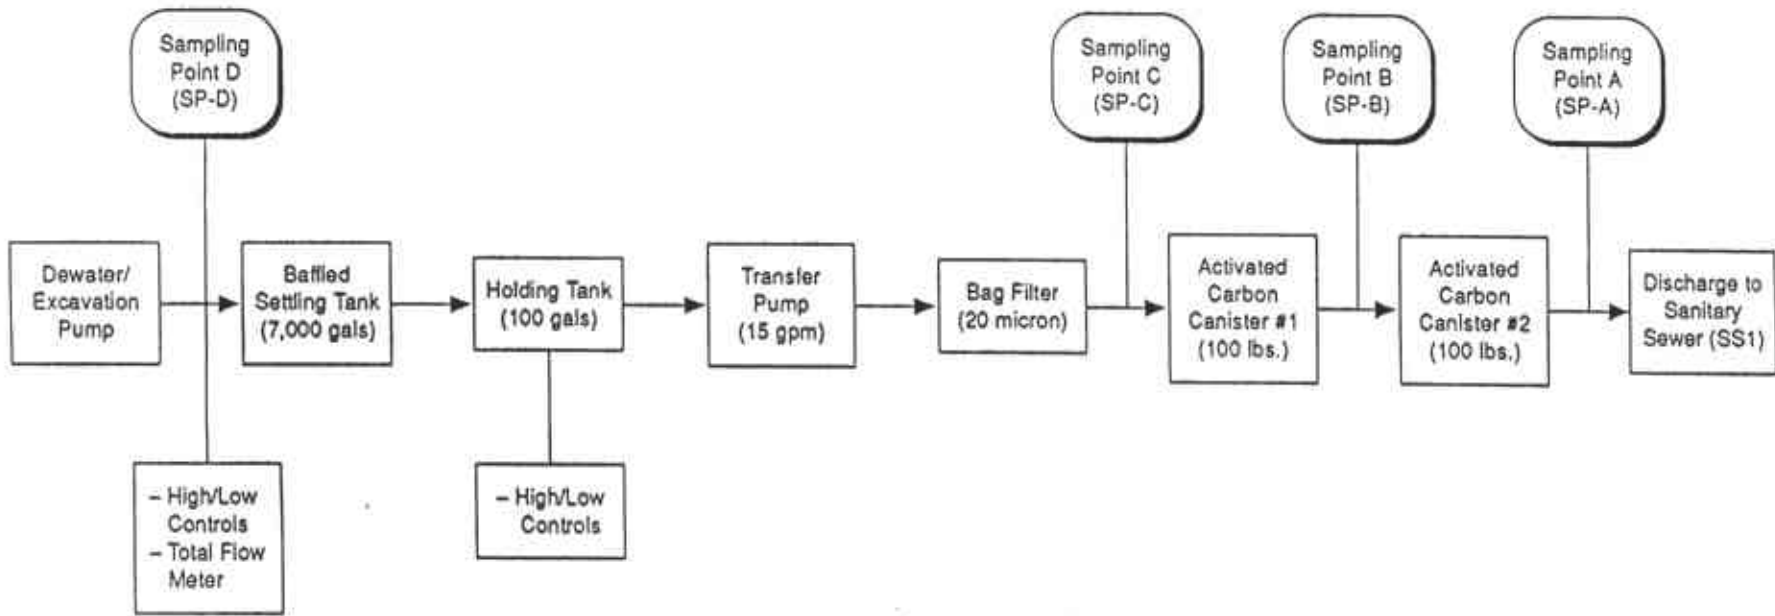 Sampling
Point D
(SP-D)
Sampling
Point C
(SP-C)
Sampling
Point B
(SP-B)
Sampling
Point A
(SP-A)
Dewater/
Excavation
Pump
Baffled
Settling Tank
(7,000 gals)
Holding Tank
(100 gals)
Transfer
Pump
(15 gpm)
Bag Filter
(20 micron)
Activated
Carbon
Canister #1
(100 lbs.)
Activated
Carbon
Canister #2
(100 lbs.)
Discharge to
Sanitary
Sewer (SS1)
– High/Low
Controls
– Total Flow
Meter
– High/Low
Controls